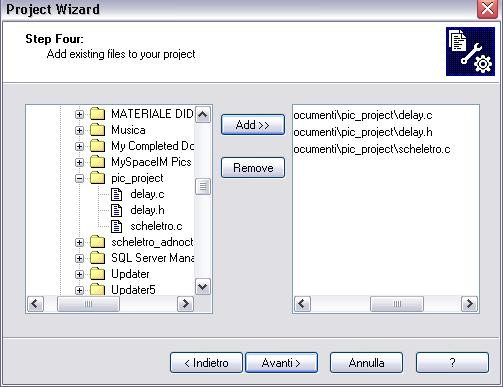 Project Wizard
Step Four:
Add existing files to your project
MATERIALE DID
Musica
My Completed Do
MySpaceIM Pics
pic_project
delay.c
delay.h
scheletro.c
scheletro_adnoct
SQL Server Mana
Updater
Updater5
Add >>
Remove
ocumenti\pic_project\delay.c
ocumenti\pic_project\delay.h
ocumenti\pic_project\scheletro.c
< Indietro
Avanti >
Annulla
?